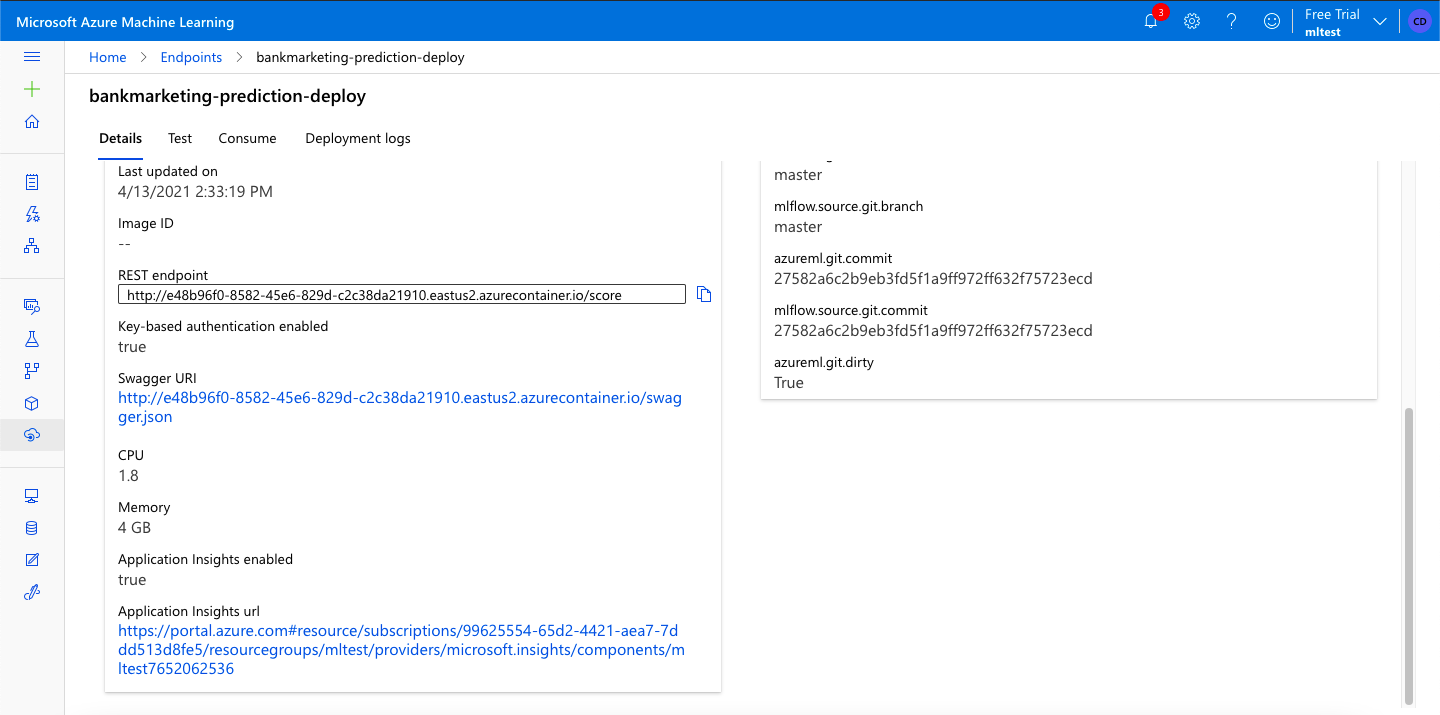 Microsoft Azure Machine Learning
3
Free Trial
mltest
CD
Home > Endpoints > bankmarketing-prediction-deploy
bankmarketing-prediction-deploy
Details Test Consume Deployment logs
Last updated on
4/13/2021 2:33:19 PM
Image ID
--
REST endpoint
http://e48b96f0-8582-45e6-829d-c2c38da21910.eastus2.azurecontainer.io/score
Key-based authentication enabled
true
Swagger URI
http://e48b96f0-8582-45e6-829d-c2c38da21910.eastus2.azurecontainer.io/swag
ger.json
CPU
1.8
Memory
4 GB
Application Insights enabled
true
Application Insights url
https://portal.azure.com#resource/subscriptions/99625554-65d2-4421-aea7-7d
dd513d8fe5/resourcegroups/mltest/providers/microsoft.insights/components/m
ltest7652062536
master
mlflow.source.git.branch
master
azureml.git.commit
27582a6c2b9eb3fd5f1a9ff972ff632f75723ecd
mlflow.source.git.commit
27582a6c2b9eb3fd5f1a9ff972ff632f75723ecd
azureml.git.dirty
True